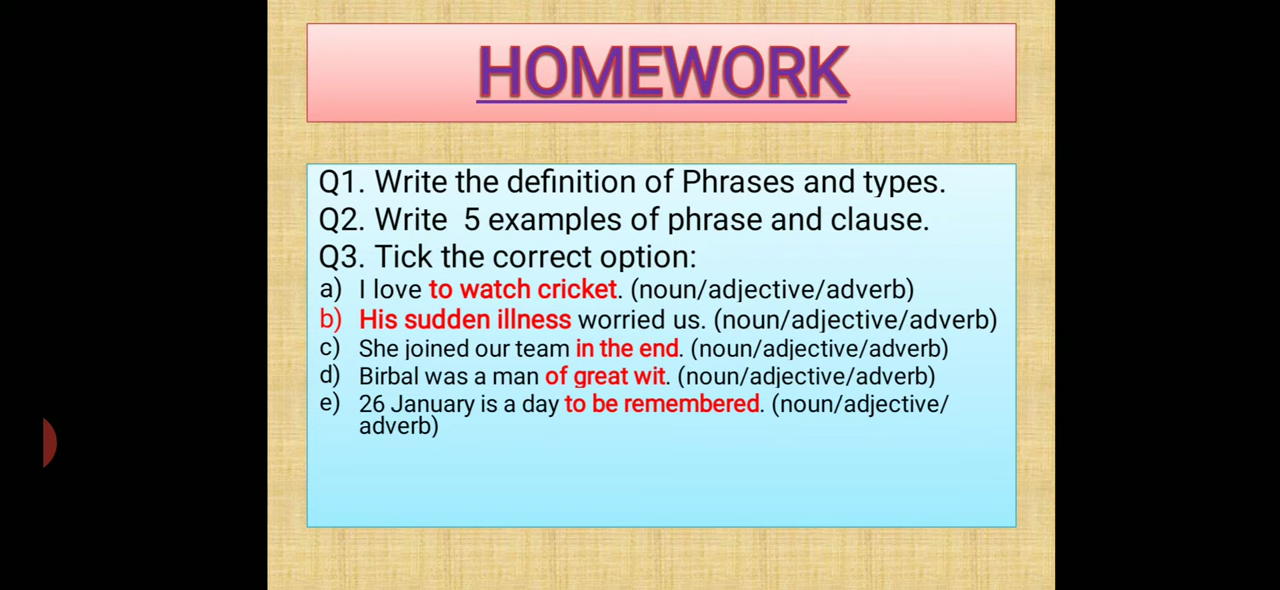 HOMEWORK
Q1. Write the definition of Phrases and types.
Q2. Write 5 examples of phrase and clause.
Q3. Tick the correct option:
a) I love to watch cricket. (noun/adjective/adverb)
b) His sudden illness worried us. (noun/adjective/adverb)
c) She joined our team in the end. (noun/adjective/adverb)
d) Birbal was a man of great wit. (noun/adjective/adverb)
e) 26 January is a day to be remembered. (noun/adjective/
adverb)